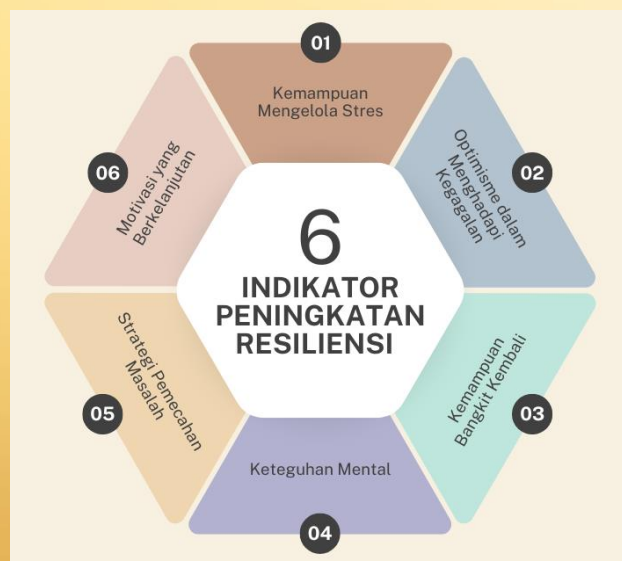 6
INDIKATOR
PENINGKATAN
RESILIENSI
01
Kemampuan
Mengelola Stres
02
Optimisme dalam
Menghadapi
Kegagalan
03
Kemampuan
Bangkit Kembali
04
Keteguhan Mental
05
Strategi Pemecahan
Masalah
06
Motivasi yang
Berkelanjutan